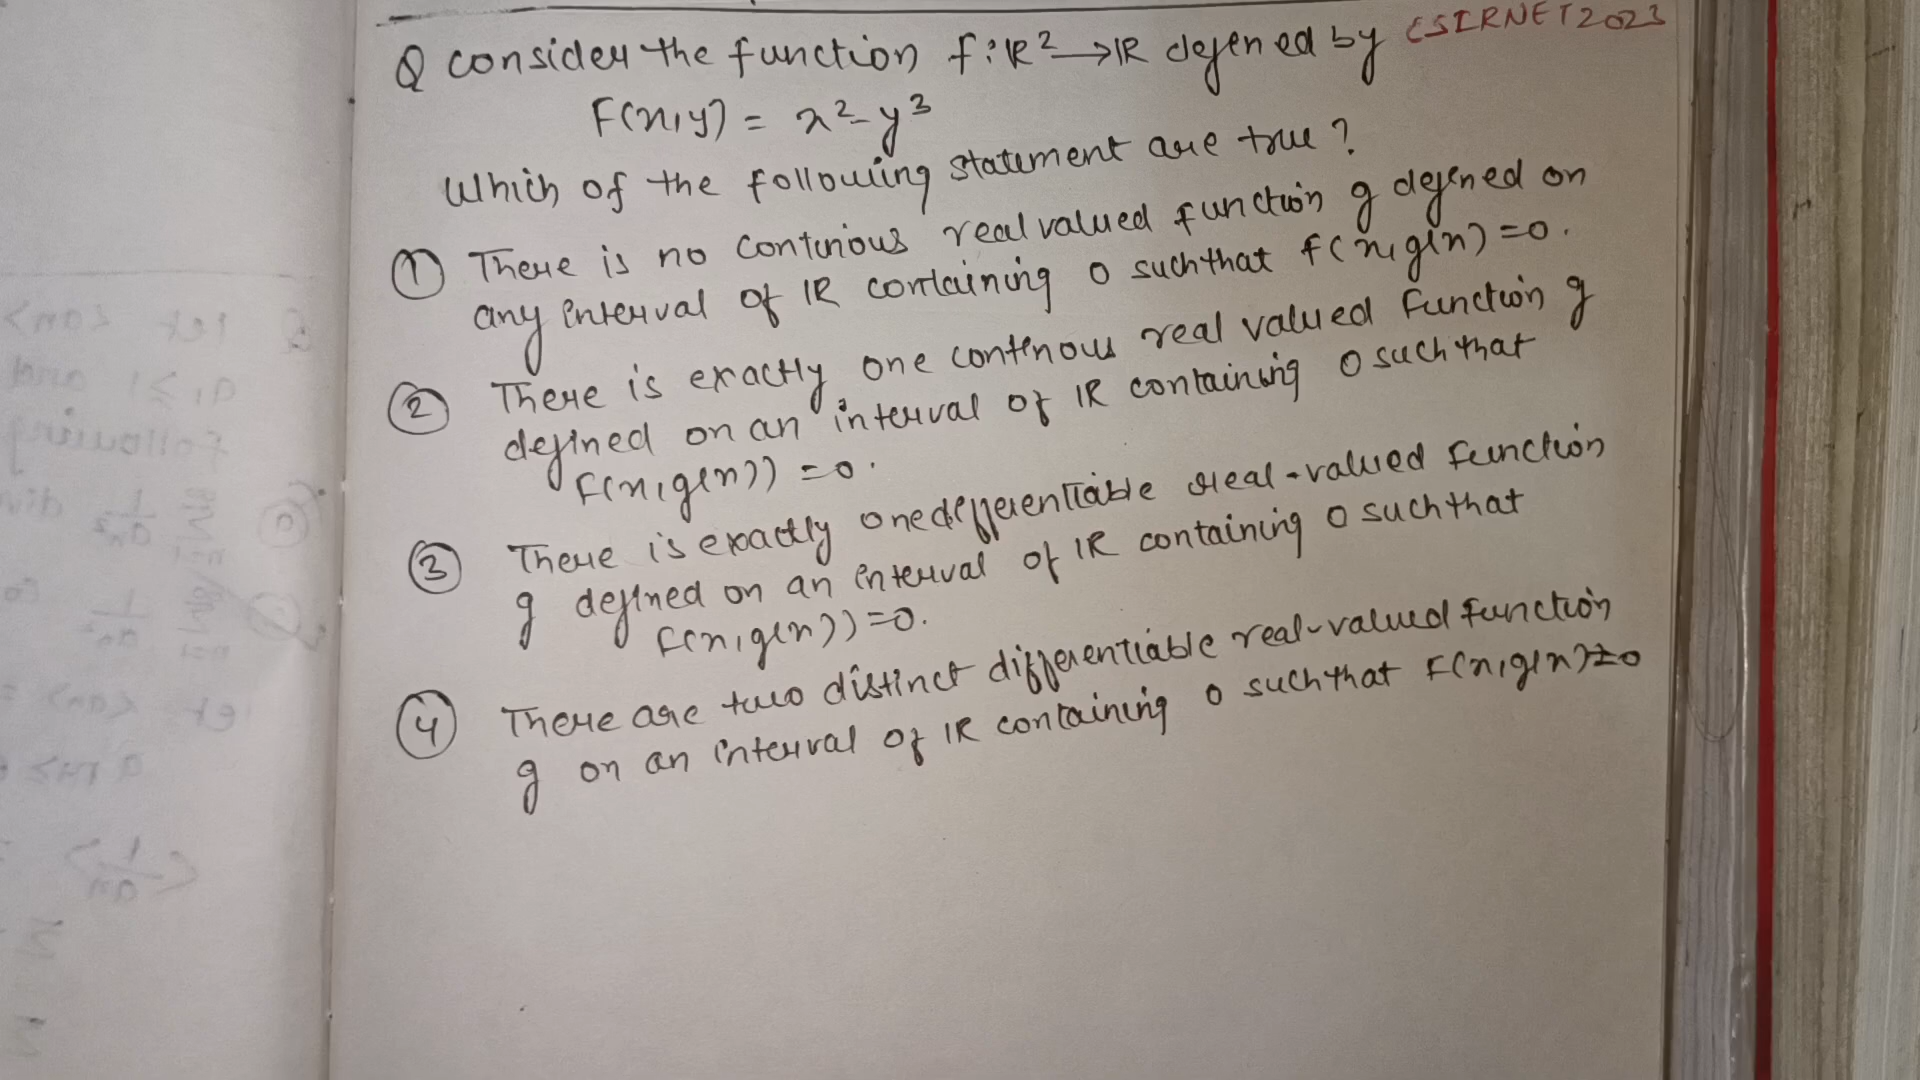 Q consider the function f:ℝ²→ℝ defened by CSIRNET2023
F(x,y) = x²-y³
Which of the following statement are true?
① There is no continious real valued function g defined on
any interval of ℝ containing 0 such that f(x,g(x)=0.
② There is exactly one continous real valued function g
defined on an interval of ℝ containing 0 such that
F(x,g(x))=0.
③ There is exactly one differentiable real-valued function
g defined on an interval of ℝ containing 0 such that
F(x,g(x))=0.
④ There are two distinct differentiable real-valued function
g on an interval of ℝ containing 0 such that F(x,g(x)=0